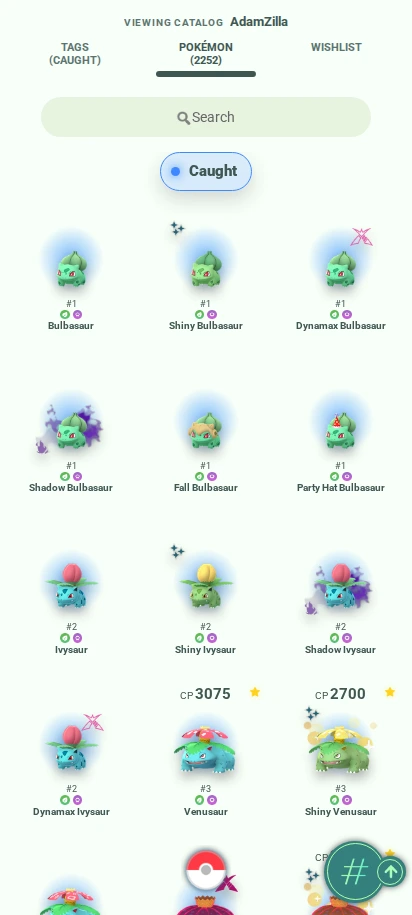 VIEWING CATALOG AdamZilla
TAGS
(CAUGHT)
POKÉMON
(2252)
WISHLIST
Search
Caught
#1
Bulbasaur
#1
Shiny Bulbasaur
#1
Dynamax Bulbasaur
#1
Shadow Bulbasaur
#1
Fall Bulbasaur
#1
Party Hat Bulbasaur
#2
Ivysaur
#2
Shiny Ivysaur
#2
Shadow Ivysaur
#2
Dynamax Ivysaur
CP 3075
#3
Venusaur
CP 2700
#3
Shiny Venusaur
CP
#